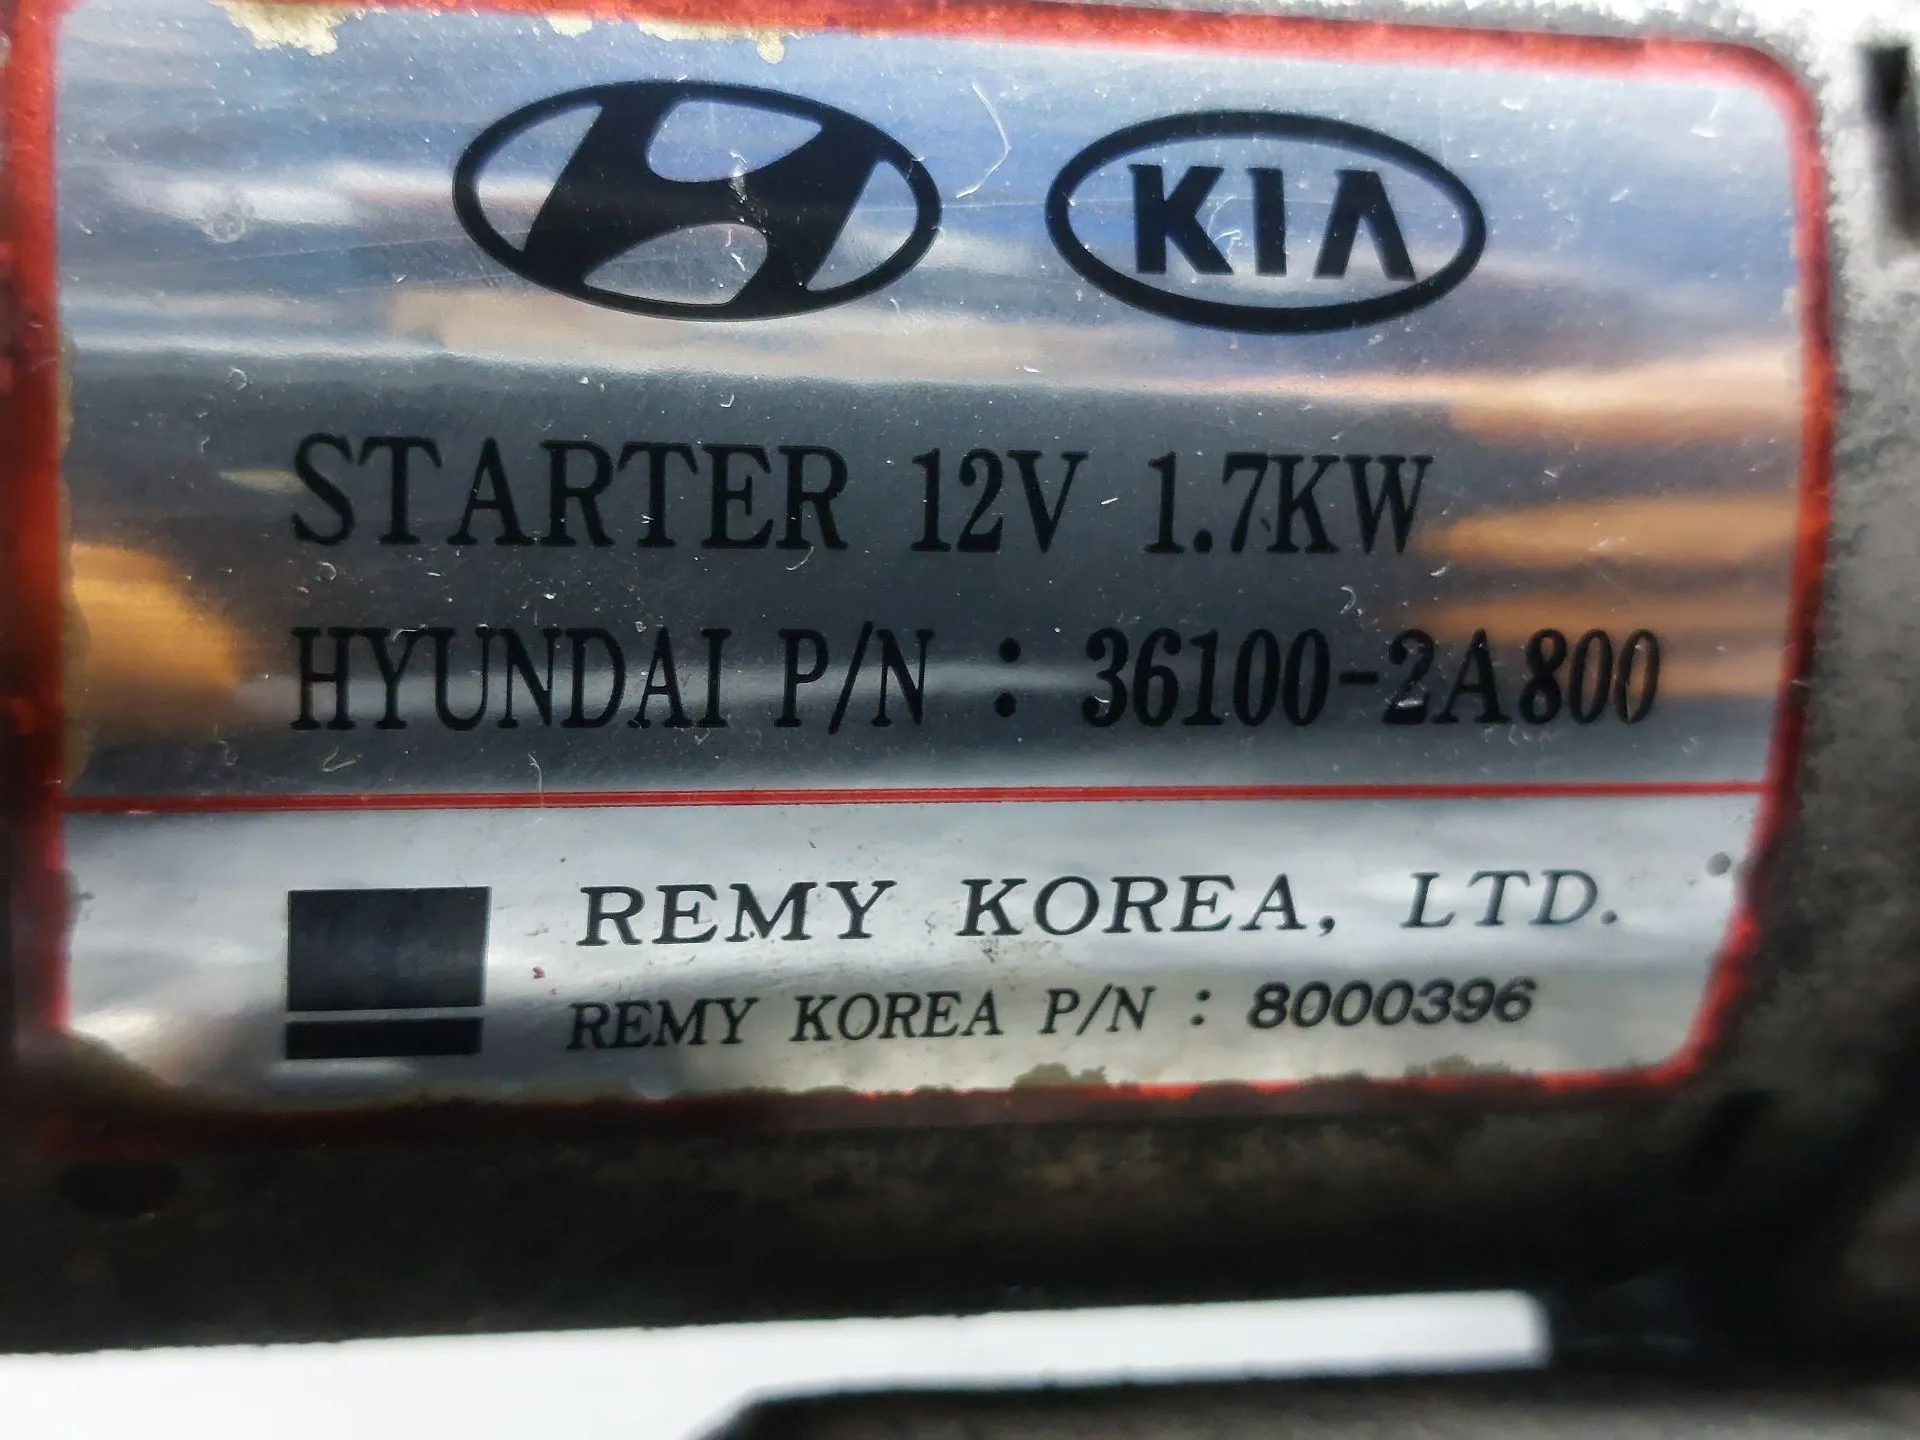 KIA
STARTER 12V 1.7KW
HYUNDAI P/N : 36100-2A800
REMY KOREA, LTD.
REMY KOREA P/N : 8000396